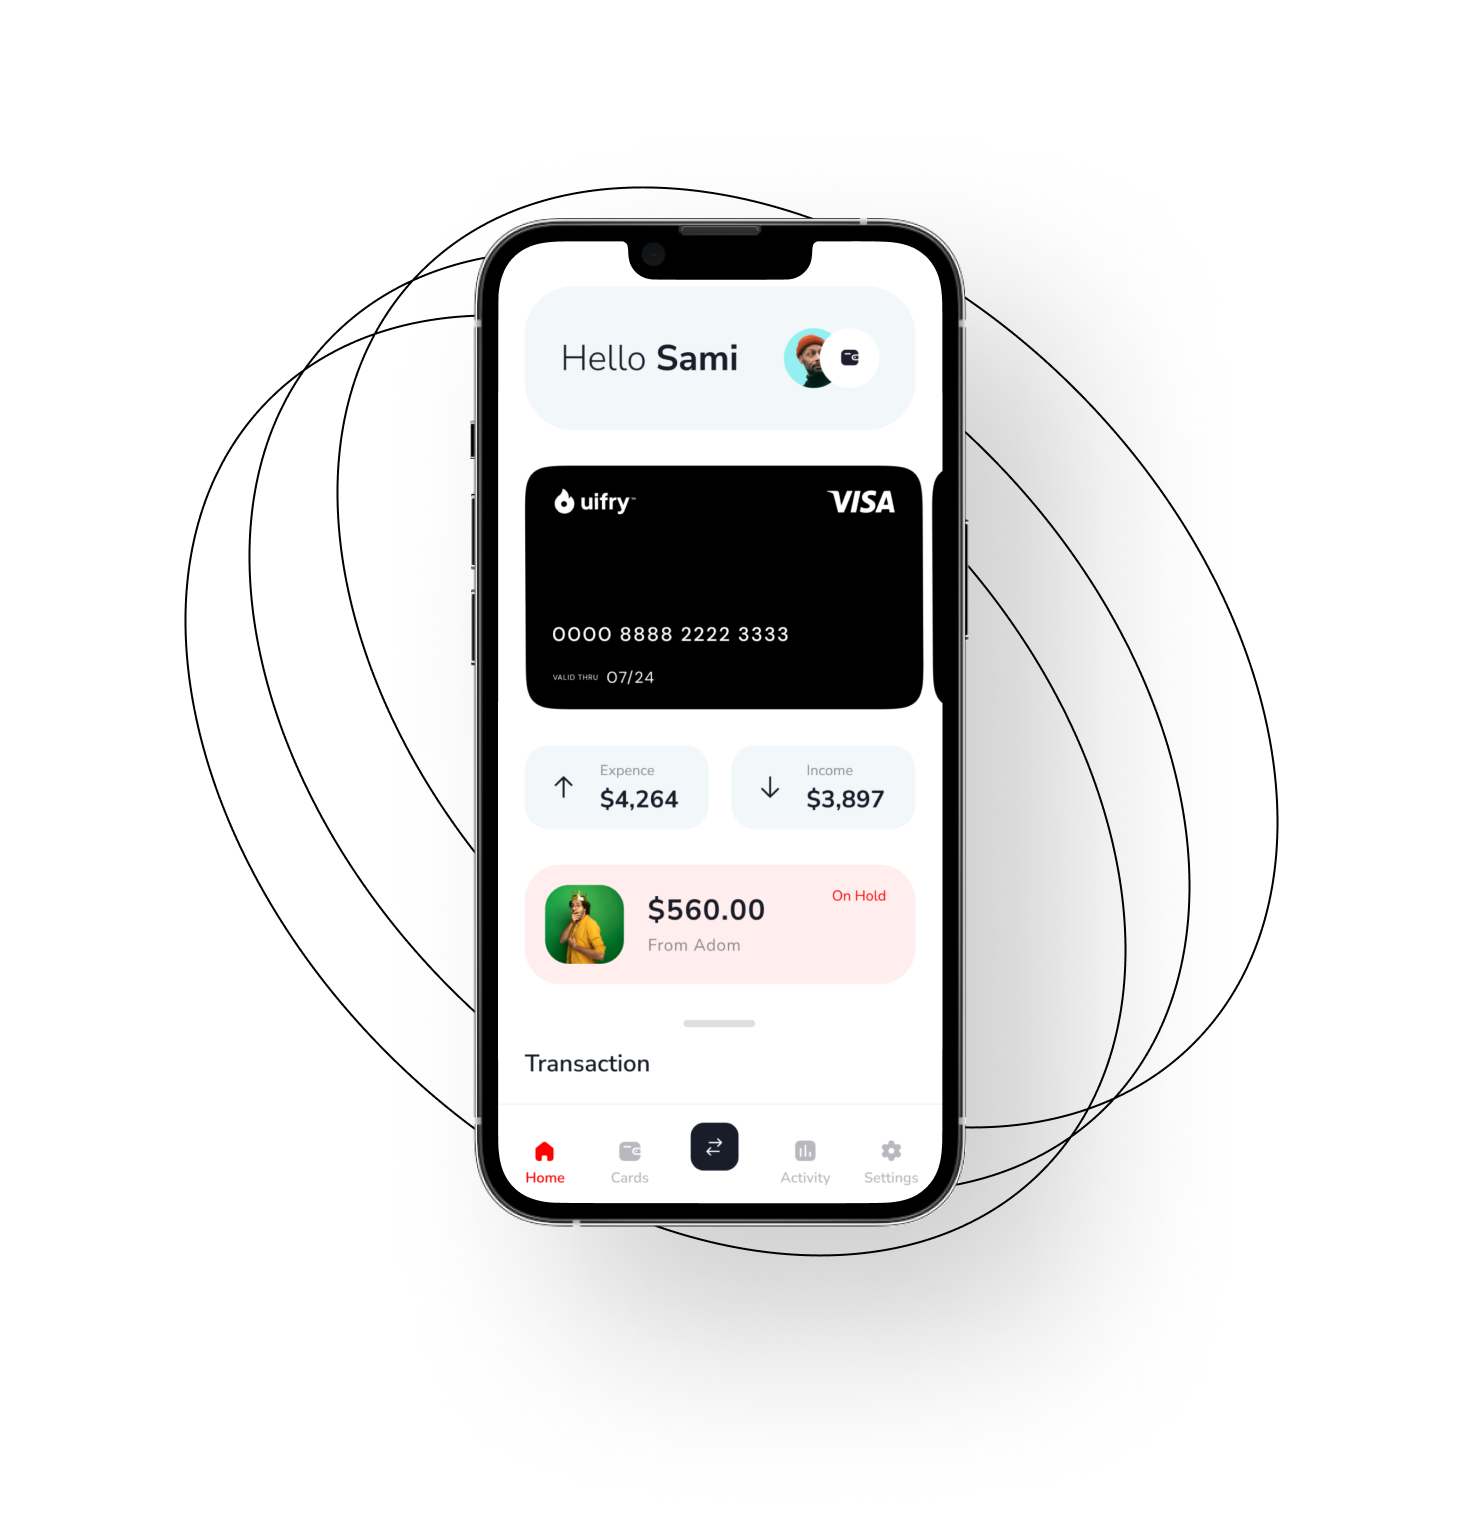 Hello Sami
uifry™
VISA
0000 8888 2222 3333
VALID THRU 07/24
Expence
$4,264
Income
$3,897
$560.00
On Hold
From Adom
Transaction
Home
Cards
Activity
Settings